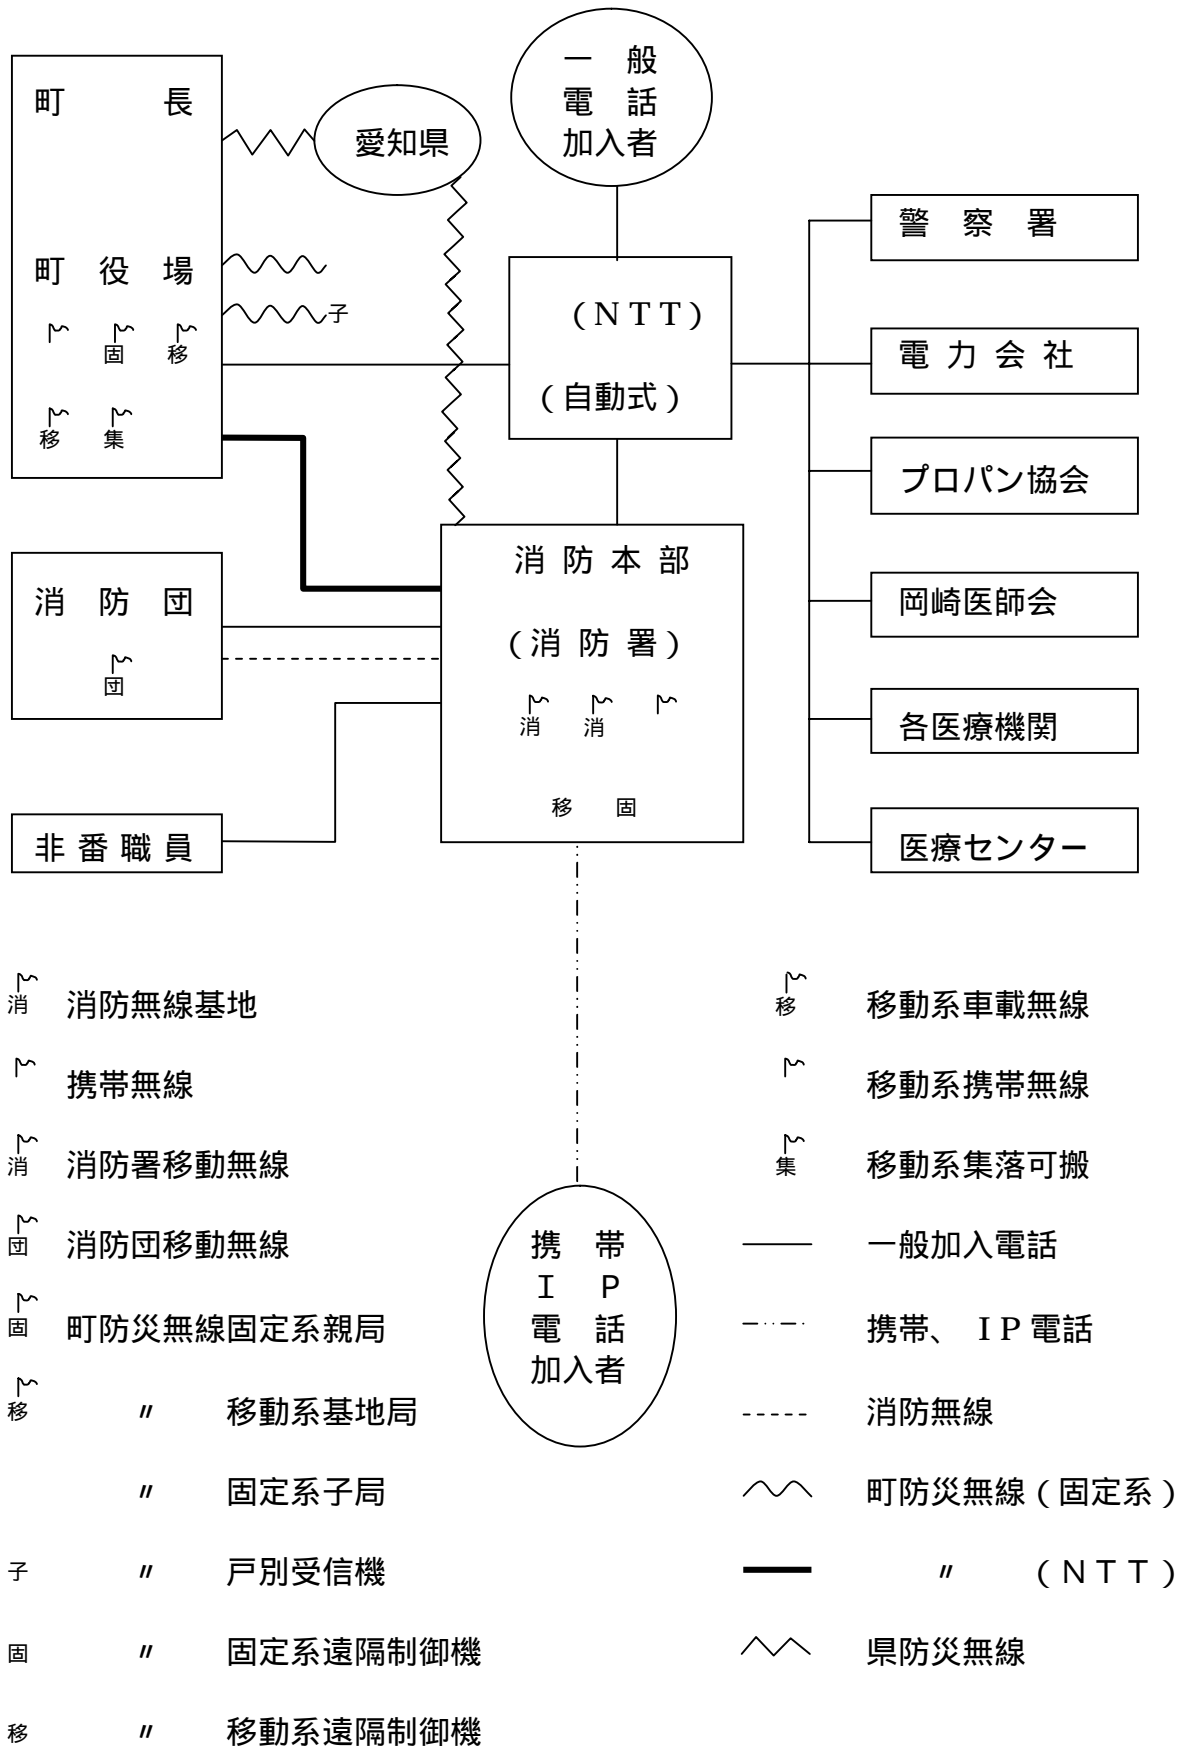 一 般
電 話
加入者
町 長
愛知県
警 察 署
町 役 場
子
(ＮＴＴ)
固 移
電 力 会 社
(自動式)
移 集
プロパン協会
消 防 本 部
消 防 団
岡崎医師会
(消 防 署)
団
消 消
各医療機関
移 固
非 番 職 員
医療センター
消 消防無線基地
移 移動系車載無線
携帯無線
移動系携帯無線
消 消防署移動無線
集 移動系集落可搬
団 消防団移動無線
一般加入電話
携 帯
Ｉ Ｐ
電 話
加入者
固 町防災無線固定系親局
携帯、 ＩＰ電話
移 〃 移動系基地局
消防無線
〃 固定系子局
町防災無線(固定系)
子 〃 戸別受信機
〃 (ＮＴＴ)
固 〃 固定系遠隔制御機
県防災無線
移 〃 移動系遠隔制御機